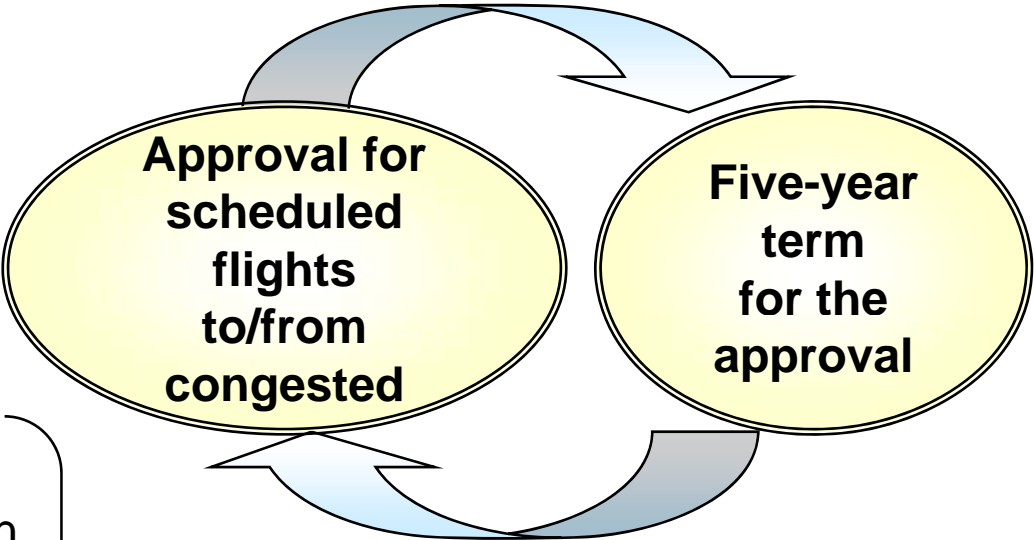 Approval for
scheduled
flights
to/from
congested
Five-year
term
for the
approval